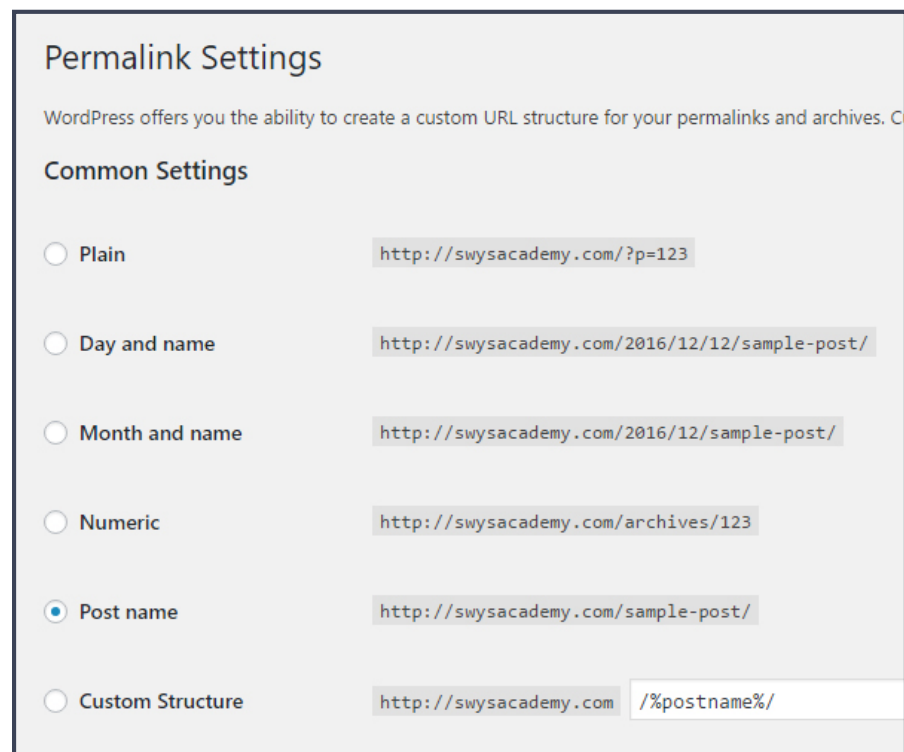 Permalink Settings
WordPress offers you the ability to create a custom URL structure for your permalinks and archives.
Common Settings
Plain http://swysacademy.com/?p=123
Day and name http://swysacademy.com/2016/12/12/sample-post/
Month and name http://swysacademy.com/2016/12/sample-post/
Numeric http://swysacademy.com/archives/123
Post name http://swysacademy.com/sample-post/
Custom Structure http://swysacademy.com /%postname%/